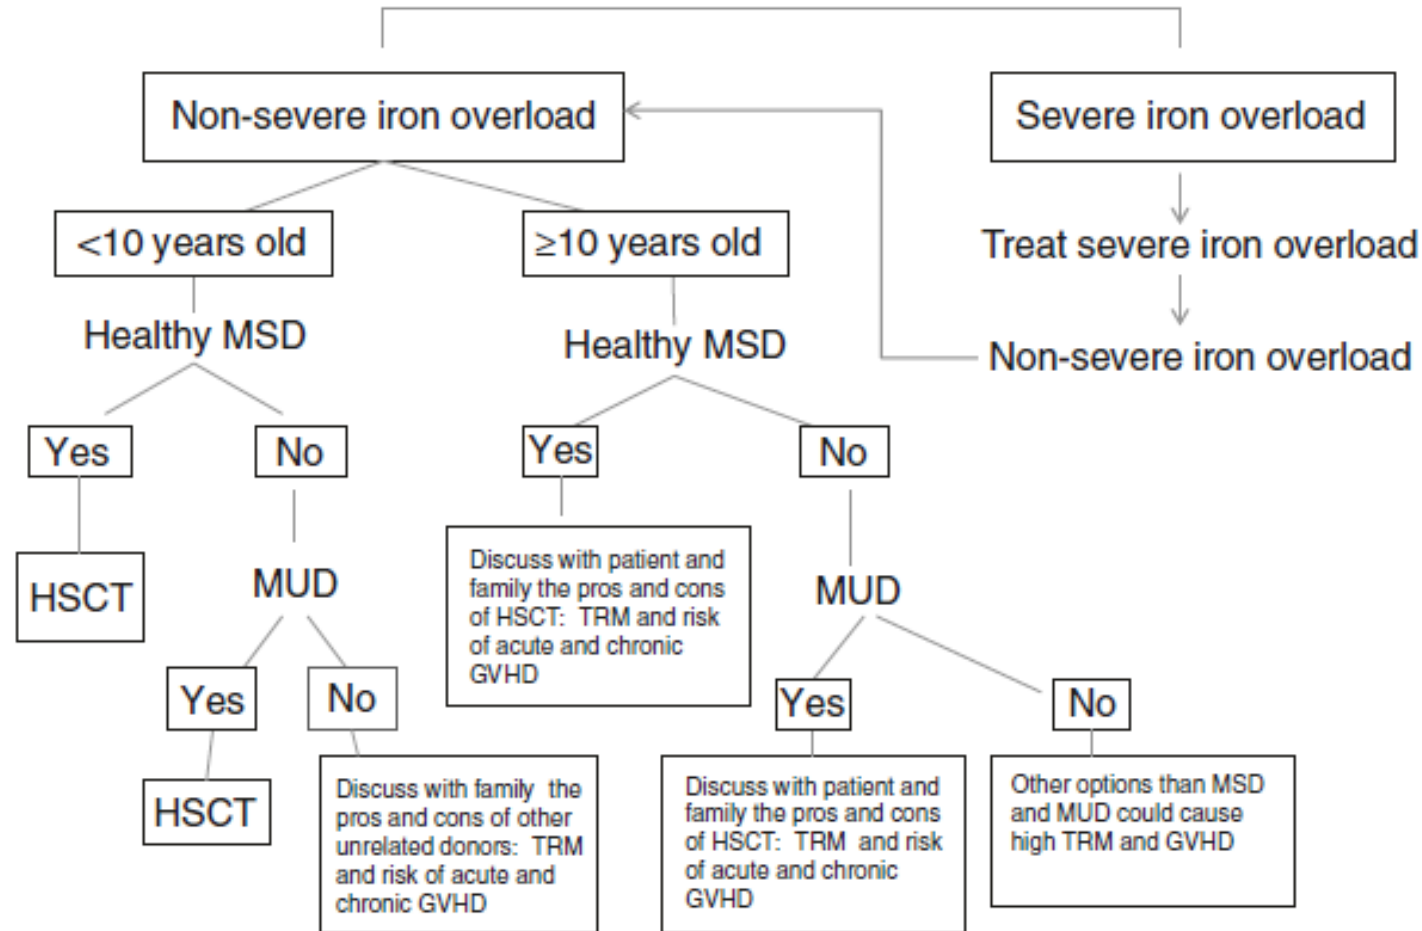 Non-severe iron overload
Severe iron overload
<10 years old
≥10 years old
Treat severe iron overload
Healthy MSD
Healthy MSD
Non-severe iron overload
Yes
No
Yes
No
HSCT
MUD
Discuss with patient and
family the pros and cons
of HSCT: TRM and risk
of acute and chronic
GVHD
MUD
Yes
No
Yes
No
HSCT
Discuss with family the
pros and cons of other
unrelated donors: TRM
and risk of acute and
chronic GVHD
Discuss with patient and
family the pros and cons
of HSCT: TRM and risk
of acute and chronic
GVHD
Other options than MSD
and MUD could cause
high TRM and GVHD